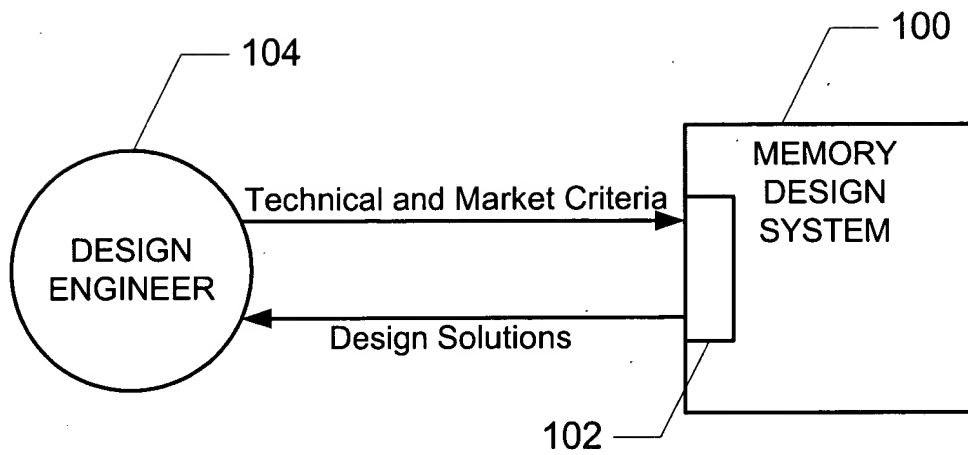 104
100
MEMORY
DESIGN
SYSTEM
Technical and Market Criteria
DESIGN
ENGINEER
Design Solutions
102